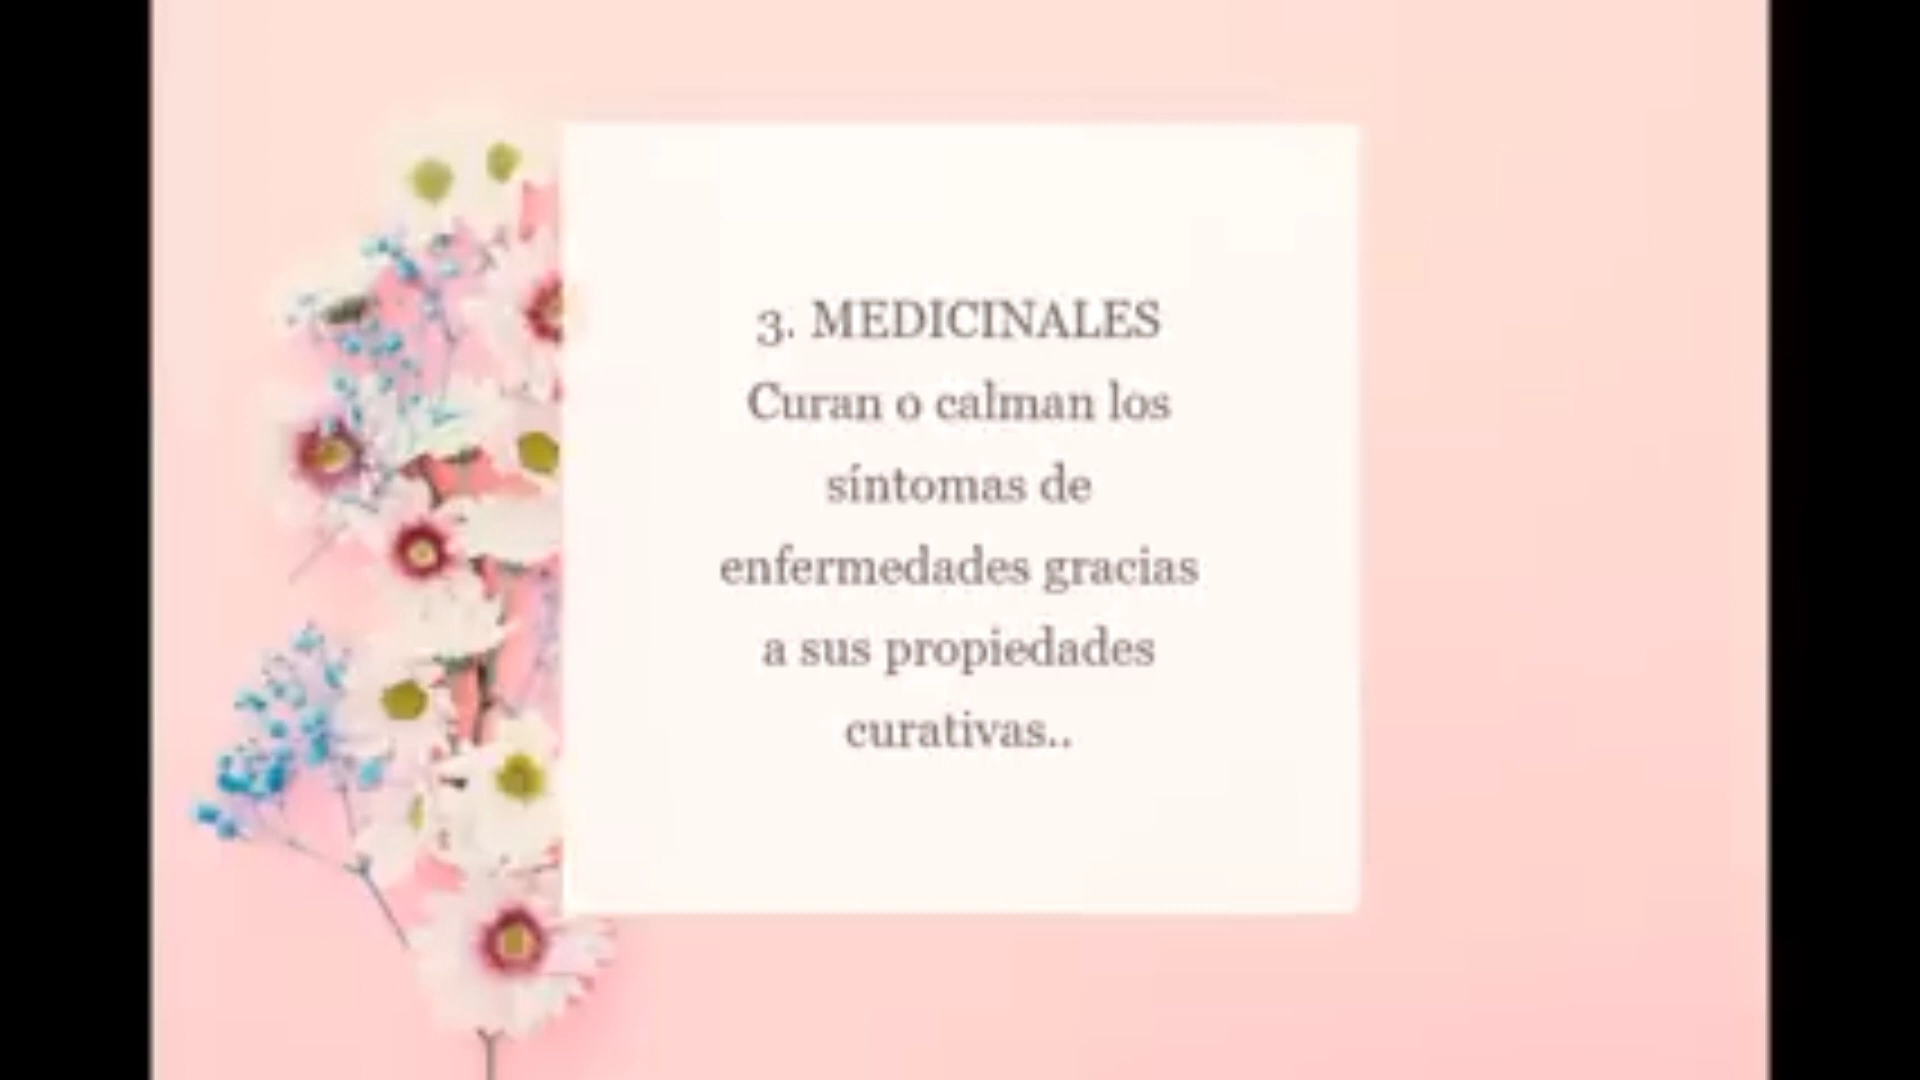 3. MEDICINALES
Curan o calman los
síntomas de
enfermedades gracias
a sus propiedades
curativas..